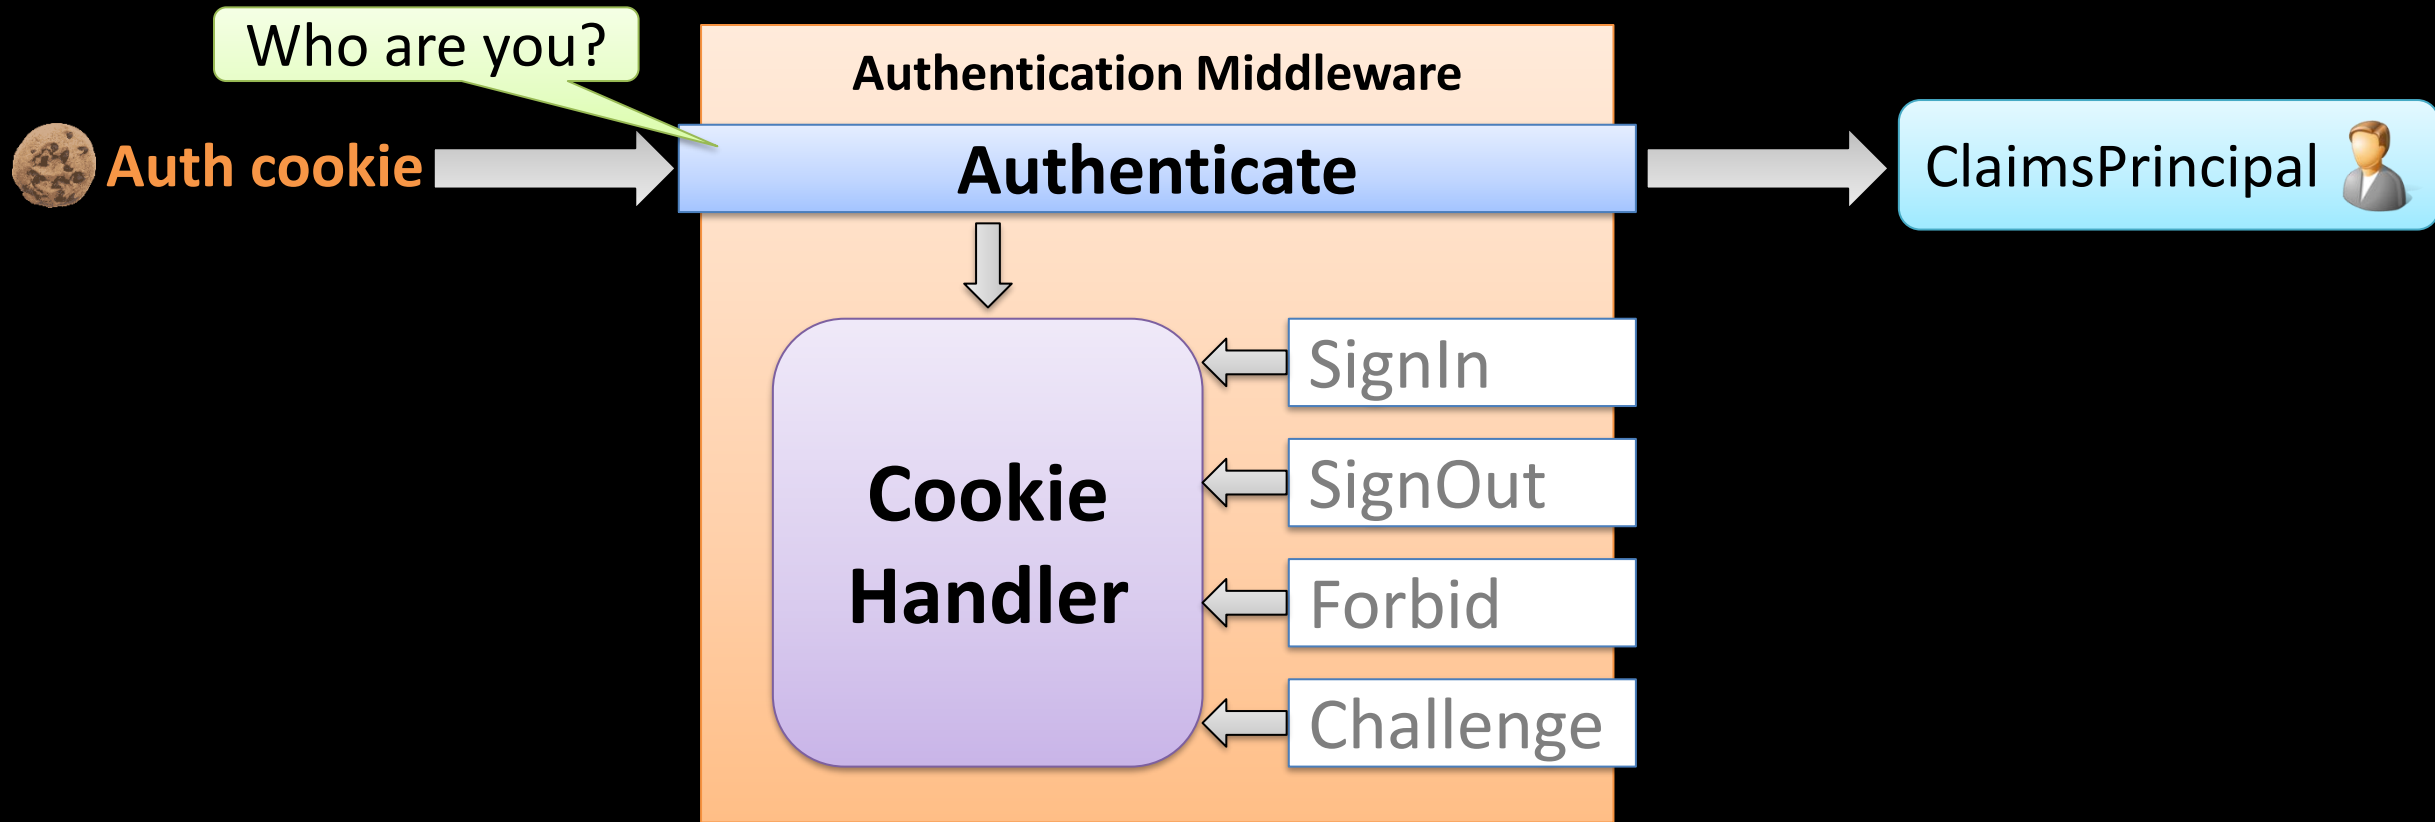 Who are you?
Authentication Middleware
Auth cookie
Authenticate
ClaimsPrincipal
Cookie
Handler
SignIn
SignOut
Forbid
Challenge